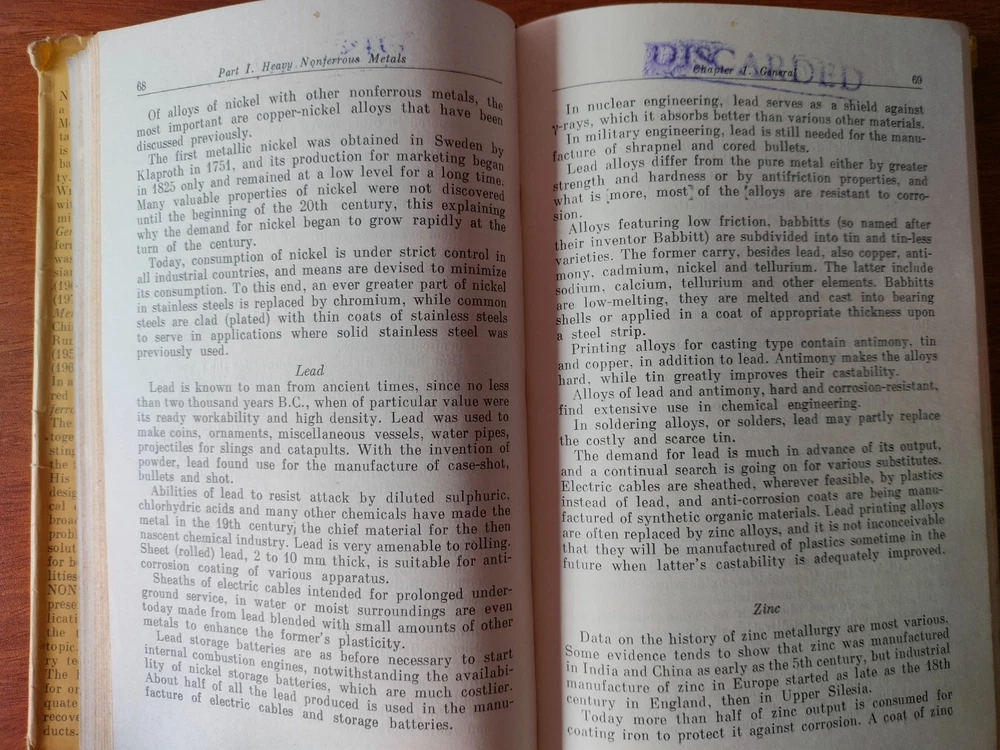 68
Part I. Heavy Nonferrous Metals
Of alloys of nickel with other nonferrous metals, the
most important are copper-nickel alloys that have been
discussed previously.
The first metallic nickel was obtained in Sweden by
Klaproth in 1751, and its production for marketing began
in 1825 only and remained at a low level for a long time.
Many valuable properties of nickel were not discovered
until the beginning of the 20th century, this explaining
why the demand for nickel began to grow rapidly at the
turn of the century.
Today, consumption of nickel is under strict control in
all industrial countries, and means are devised to minimize
its consumption. To this end, an ever greater part of nickel
in stainless steels is replaced by chromium, while common
steels are clad (plated) with thin coats of stainless steels
to serve in applications where solid stainless steel was
previously used.
Lead
Lead is known to man from ancient times, since no less
than two thousand years B.C., when of particular value were
its ready workability and high density. Lead was used to
make coins, ornaments, miscellaneous vessels, water pipes,
projectiles for slings and catapults. With the invention of
powder, lead found use for the manufacture of case-shot,
bullets and shot.
Abilities of lead to resist attack by diluted sulphuric,
chlorhydric acids and many other chemicals have made the
metal in the 19th century, the chief material for the then
nascent chemical industry. Lead is very amenable to rolling.
Sheet (rolled) lead, 2 to 10 mm thick, is suitable for anti-
corrosion coating of various apparatus.
Sheaths of electric cables intended for prolonged under-
ground service, in water or moist surroundings are even
today made from lead blended with small amounts of other
metals to enhance the former's plasticity.
Lead storage batteries are as before necessary to start
internal combustion engines, notwithstanding the availabi-
lity of nickel storage batteries, which are much costlier.
About half of all the lead produced is used in the manu-
facture of electric cables and storage batteries.
DISCARDED
Chapter 1. General
69
In nuclear engineering, lead serves as a shield against
γ-rays, which it absorbs better than various other materials.
In military engineering, lead is still needed for the manu-
facture of shrapnel and cored bullets.
Lead alloys differ from the pure metal either by greater
strength and hardness or by antifriction properties, and
what is more, most of the alloys are resistant to corro-
sion.
Alloys featuring low friction, babbitts (so named after
their inventor Babbitt) are subdivided into tin and tin-less
varieties. The former carry, besides lead, also copper, anti-
mony, cadmium, nickel and tellurium. The latter include
sodium, calcium, tellurium and other elements. Babbitts
are low-melting, they are melted and cast into bearing
shells or applied in a coat of appropriate thickness upon
a steel strip.
Printing alloys for casting type contain antimony, tin
and copper, in addition to lead. Antimony makes the alloys
hard, while tin greatly improves their castability.
Alloys of lead and antimony, hard and corrosion-resistant,
find extensive use in chemical engineering.
In soldering alloys, or solders, lead may partly replace
the costly and scarce tin.
The demand for lead is much in advance of its output,
and a continual search is going on for various substitutes.
Electric cables are sheathed, wherever feasible, by plastics
instead of lead, and anti-corrosion coats are being manu-
factured of synthetic organic materials. Lead printing alloys
are often replaced by zinc alloys, and it is not inconceivable
that they will be manufactured of plastics sometime in the
future when latter's castability is adequately improved.
Zinc
Data on the history of zinc metallurgy are most various.
Some evidence tends to show that zinc was manufactured
in India and China as early as the 5th century, but industrial
manufacture of zinc in Europe started as late as the 18th
century in England, then in Upper Silesia.
Today more than half of zinc output is consumed for
coating iron to protect it against corrosion. A coat of zinc